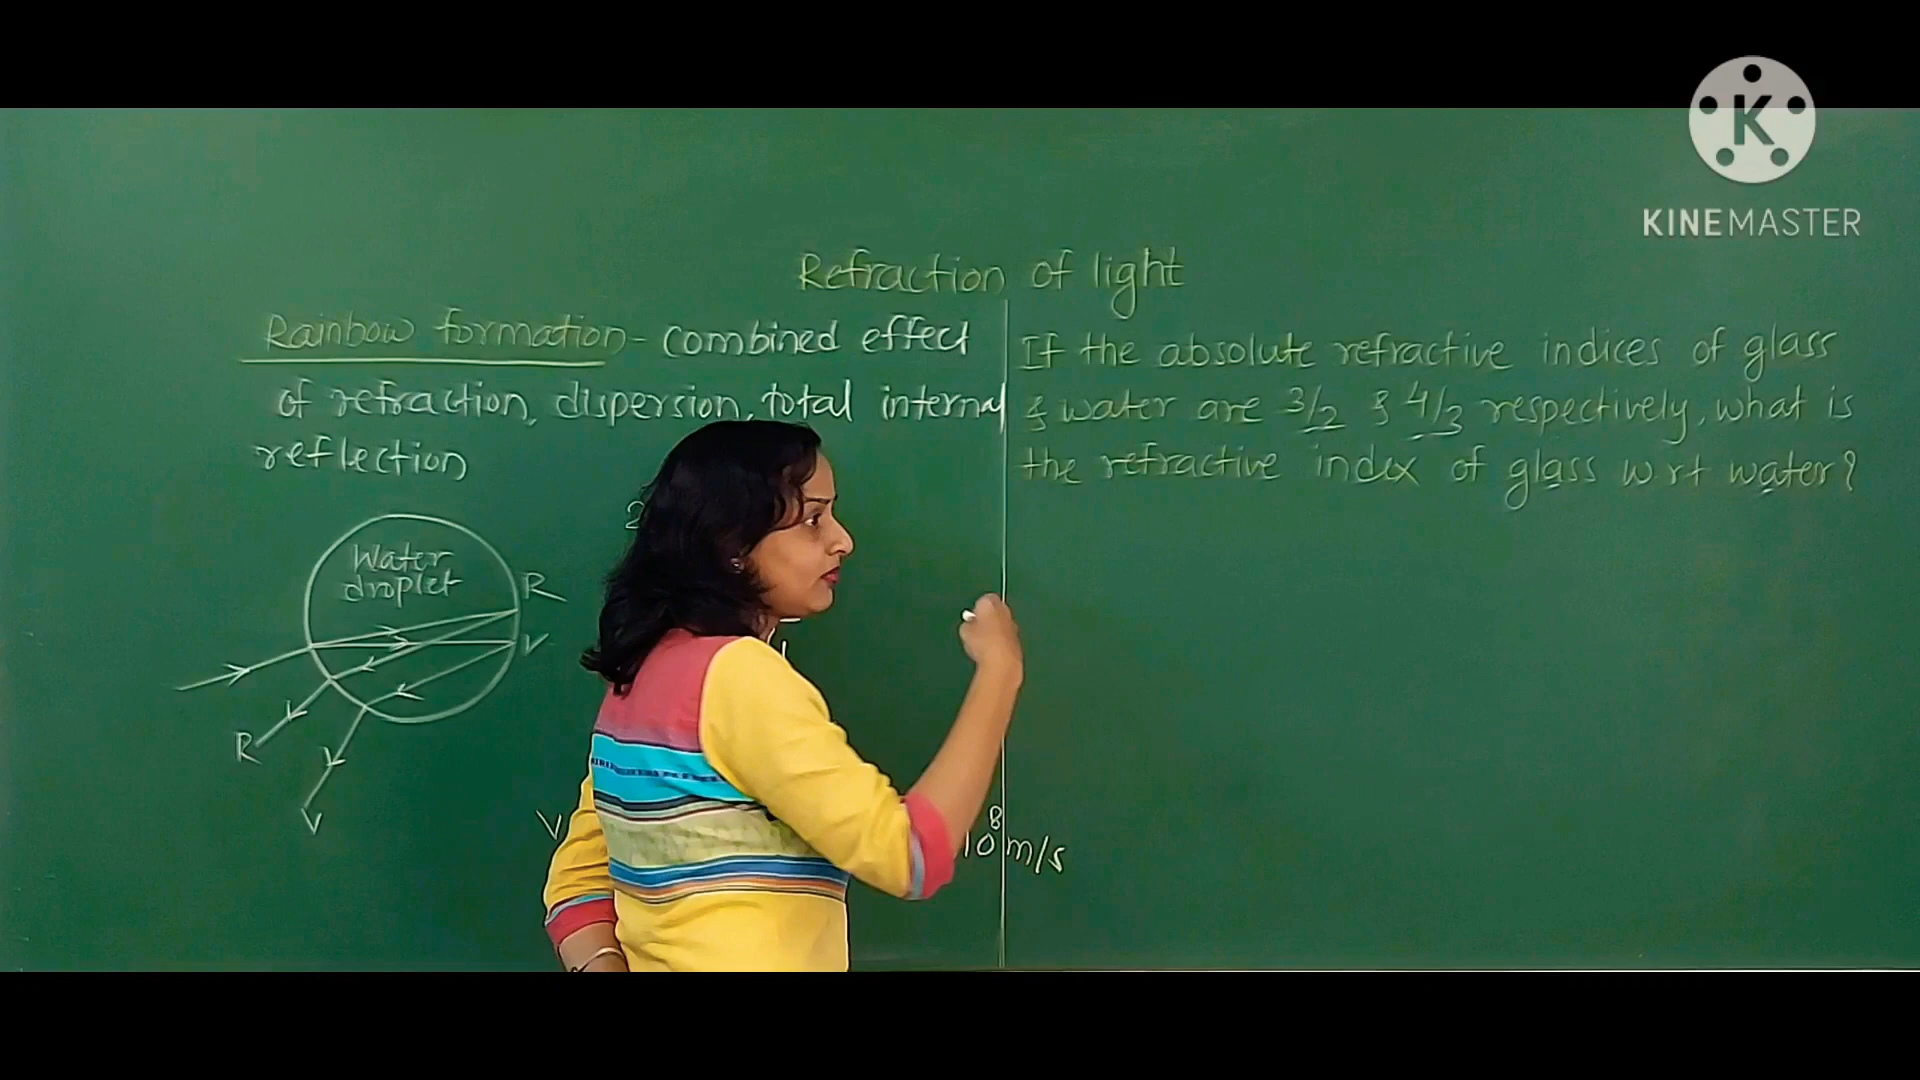 K
KINEMASTER
Refraction of light
Rainbow formation - combined effect
of refraction, dispersion, total internal
reflection
Water
droplet
R
V
R
V
2
V
10⁸ m/s
If the absolute refractive indices of glass
& water are 3/2 & 4/3 respectively, what is
the refractive index of glass wrt water?